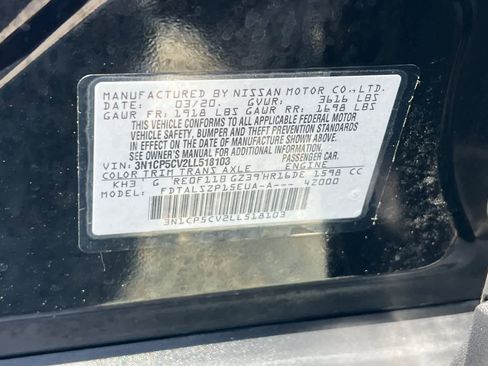 MANUFACTURED BY NISSAN MOTOR CO., LTD.
DATE: 03/20. GVWR: 3616 LBS
GAWR FR: 1918 LBS GAWR RR: 1698 LBS
THIS VEHICLE CONFORMS TO ALL APPLICABLE FEDERAL MOTOR
VEHICLE SAFETY, BUMPER AND THEFT PREVENTION STANDARDS
IN EFFECT ON THE DATE OF MANUFACTURE SHOWN ABOVE.
SEE OWNER'S MANUAL FOR ADDITIONAL INFORMATION.
VIN: 3N1CP5CV2LL518103 PASSENGER CAR.
COLOR TRIM TRANS AXLE ENGINE
KH3 G RE0F11B GZ39 HR16DE 1598 CC
MODEL: FDTALSZP15EUA-A--- 42000
3N1CP5CV2LL518103